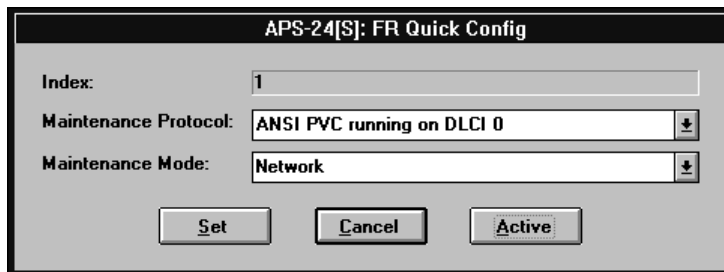 APS-24[S]: FR Quick Config
Index: 1
Maintenance Protocol: ANSI PVC running on DLCI 0
Maintenance Mode: Network
Set Cancel Active